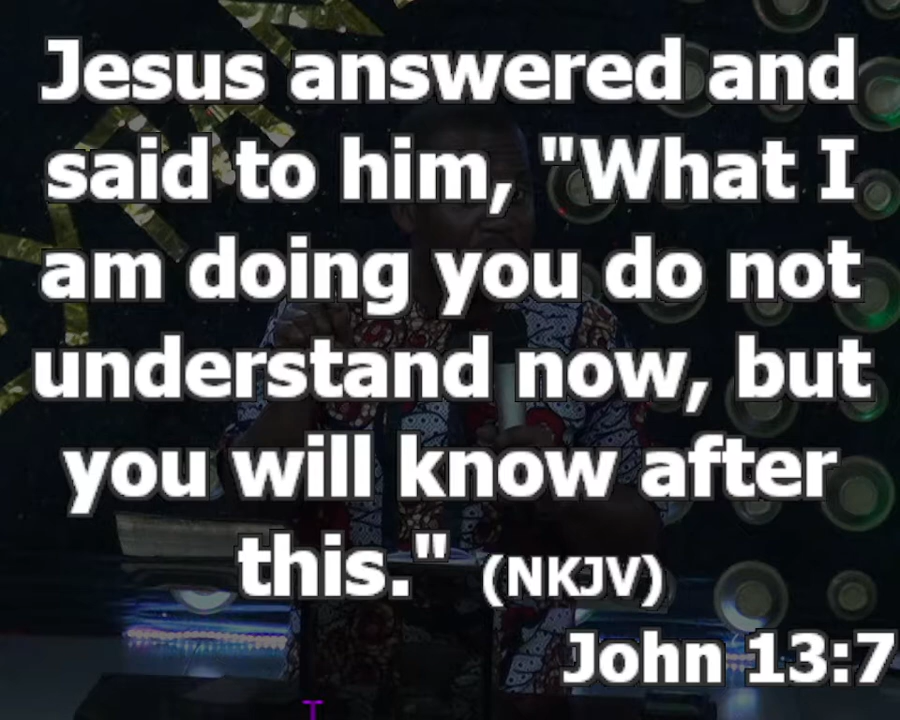 Jesus answered and
said to him, "What I
am doing you do not
understand now, but
you will know after
this." (NKJV)
John 13:7